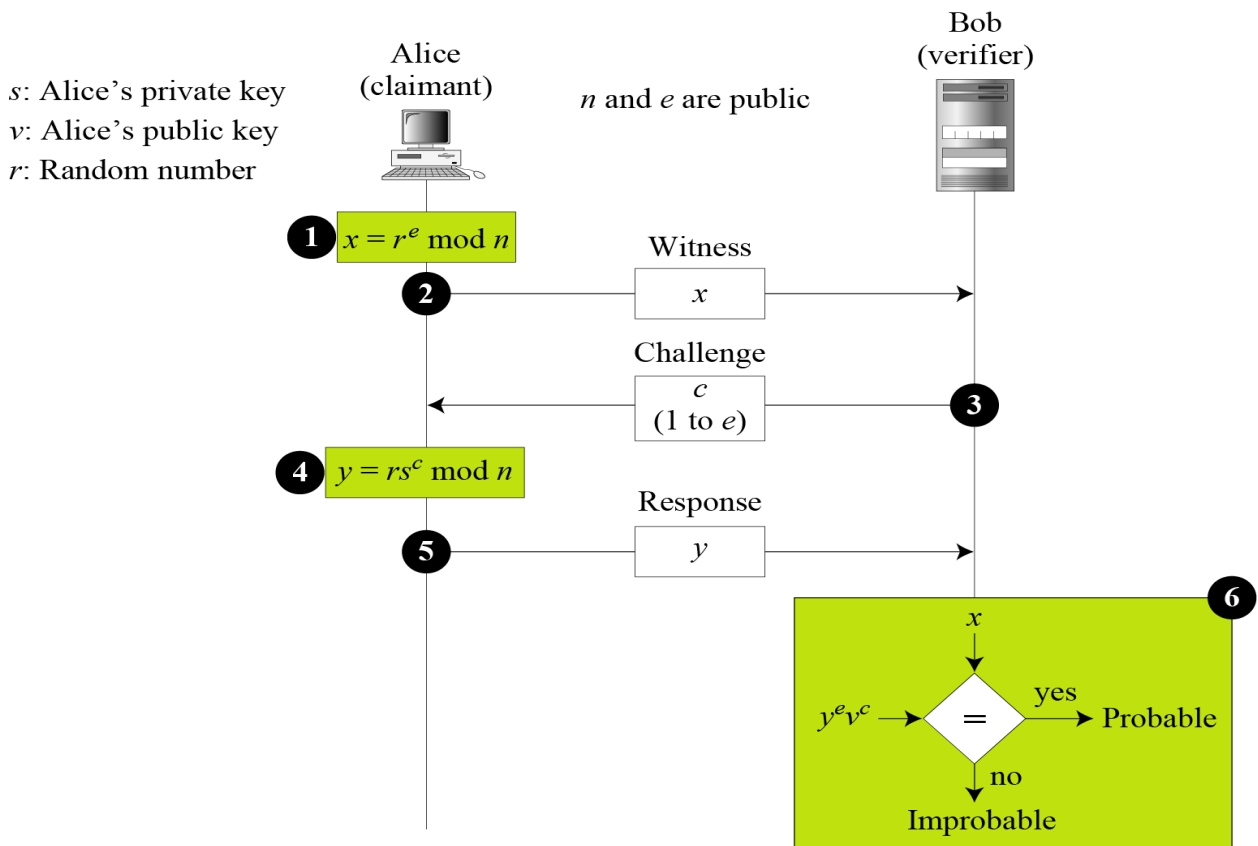 Alice
(claimant)
Bob
(verifier)
s: Alice’s private key
v: Alice’s public key
r: Random number
n and e are public
1
x = r^e mod n
Witness
2
x
Challenge
c
(1 to e)
3
4
y = rs^c mod n
Response
5
y
6
x
y^e v^c
=
yes
Probable
no
Improbable